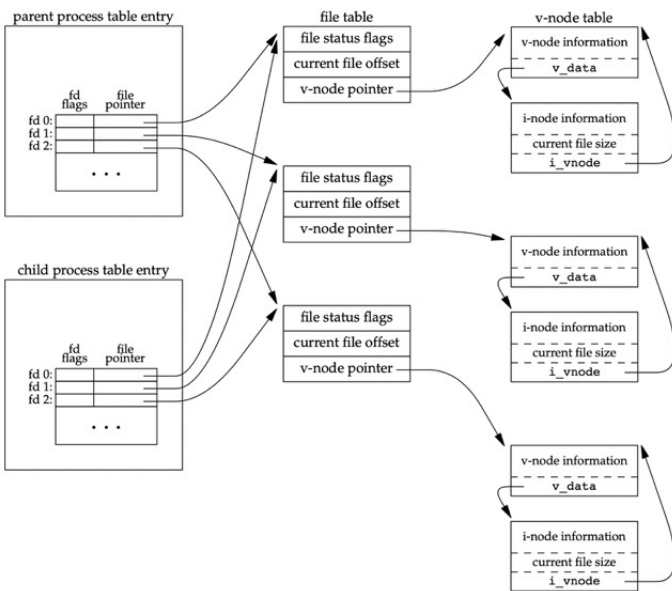 parent process table entry
fd flags
file pointer
fd 0:
fd 1:
fd 2:
. . .
child process table entry
fd flags
file pointer
fd 0:
fd 1:
fd 2:
. . .
file table
file status flags
current file offset
v-node pointer
file status flags
current file offset
v-node pointer
file status flags
current file offset
v-node pointer
v-node table
v-node information
v_data
i-node information
current file size
i_vnode
v-node information
v_data
i-node information
current file size
i_vnode
v-node information
v_data
i-node information
current file size
i_vnode